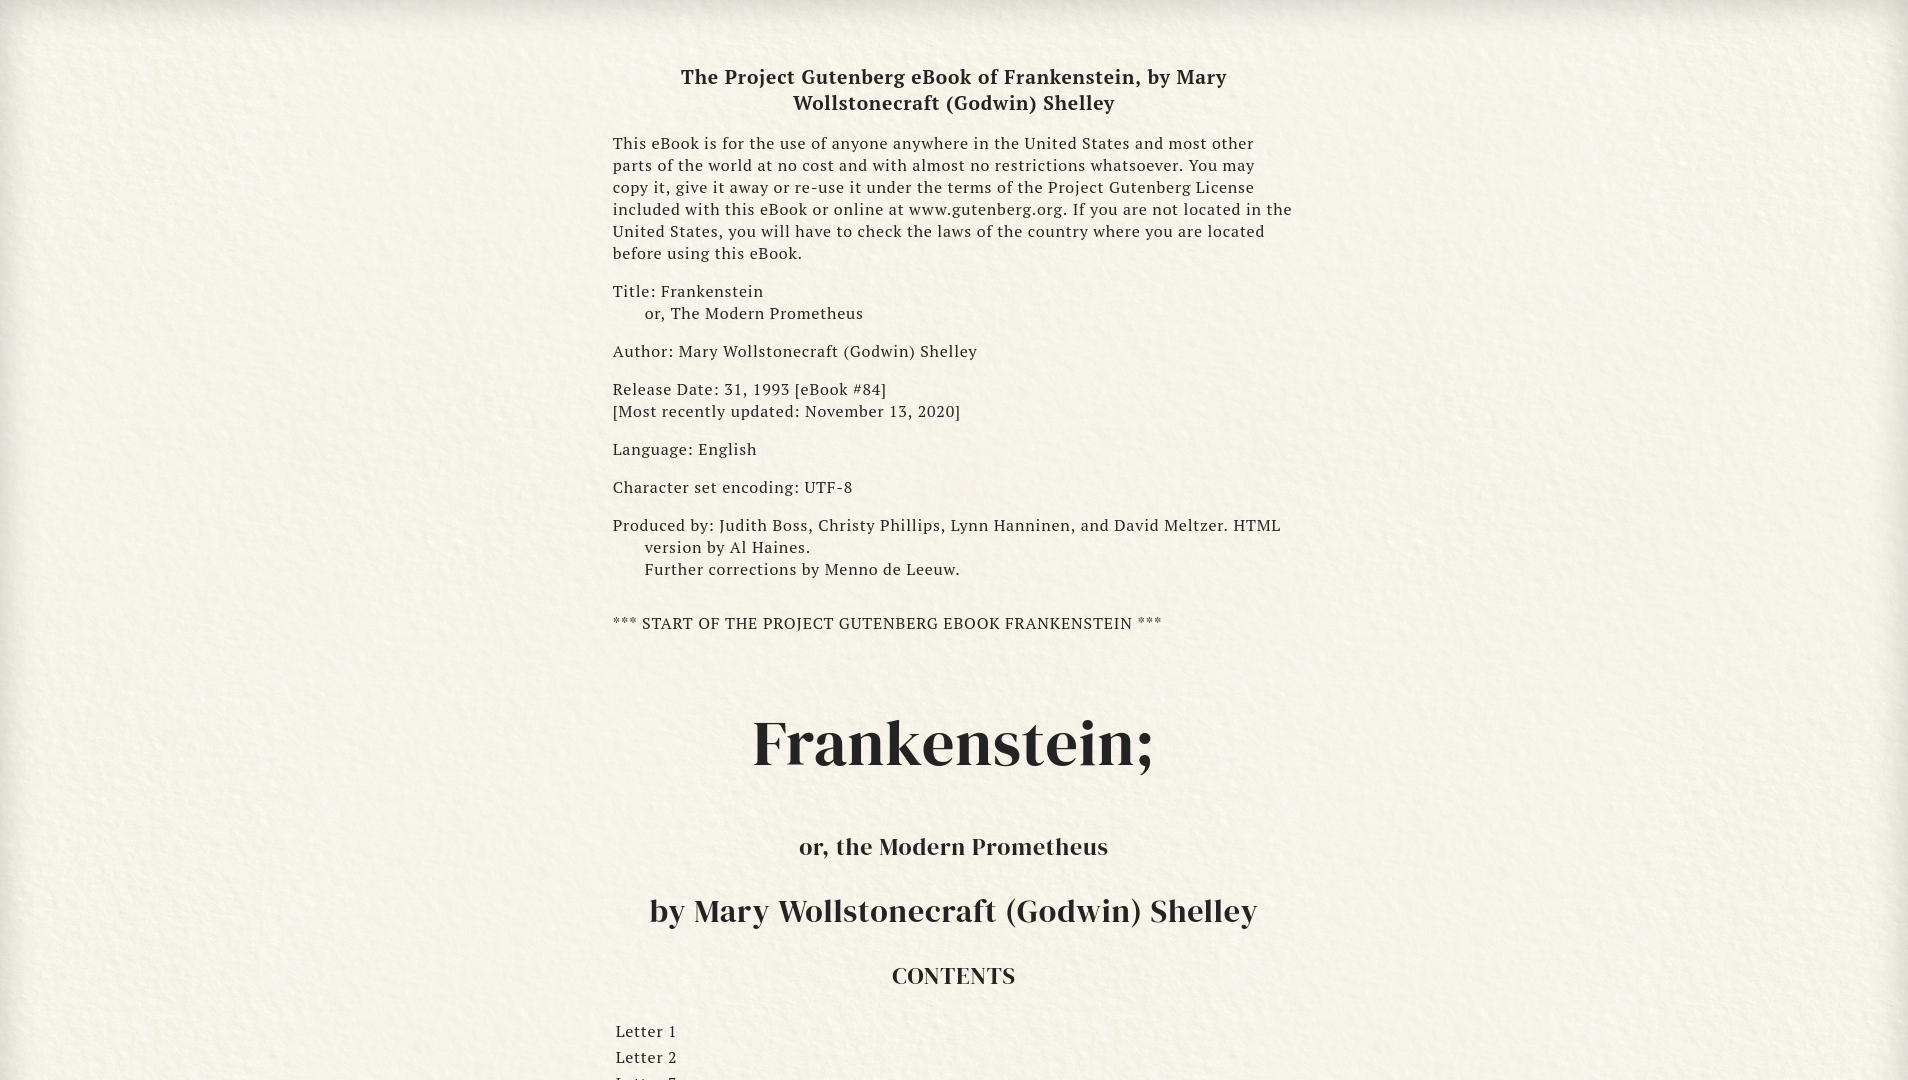 The Project Gutenberg eBook of Frankenstein, by Mary
Wollstonecraft (Godwin) Shelley
This eBook is for the use of anyone anywhere in the United States and most other
parts of the world at no cost and with almost no restrictions whatsoever. You may
copy it, give it away or re-use it under the terms of the Project Gutenberg License
included with this eBook or online at www.gutenberg.org. If you are not located in the
United States, you will have to check the laws of the country where you are located
before using this eBook.
Title: Frankenstein
or, The Modern Prometheus
Author: Mary Wollstonecraft (Godwin) Shelley
Release Date: 31, 1993 [eBook #84]
[Most recently updated: November 13, 2020]
Language: English
Character set encoding: UTF-8
Produced by: Judith Boss, Christy Phillips, Lynn Hanninen, and David Meltzer. HTML
version by Al Haines.
Further corrections by Menno de Leeuw.
*** START OF THE PROJECT GUTENBERG EBOOK FRANKENSTEIN ***
Frankenstein;
or, the Modern Prometheus
by Mary Wollstonecraft (Godwin) Shelley
CONTENTS
Letter 1
Letter 2